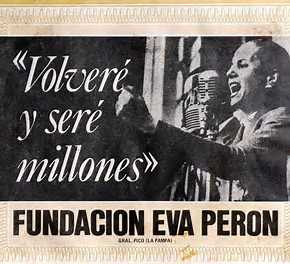 «Volveré
y seré
millones»
FUNDACION EVA PERON
GRAL. PICO (LA PAMPA)